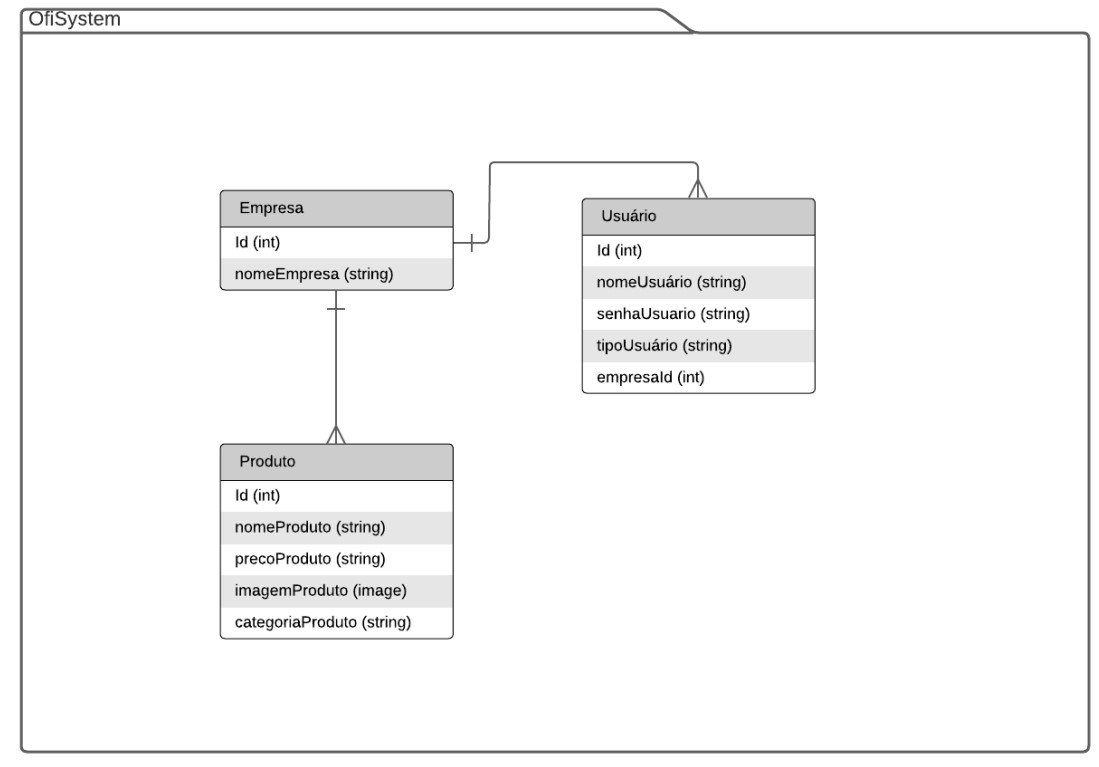 OfiSystem
Empresa
Id (int)
nomeEmpresa (string)
Usuário
Id (int)
nomeUsuário (string)
senhaUsuario (string)
tipoUsuário (string)
empresaId (int)
Produto
Id (int)
nomeProduto (string)
precoProduto (string)
imagemProduto (image)
categoriaProduto (string)